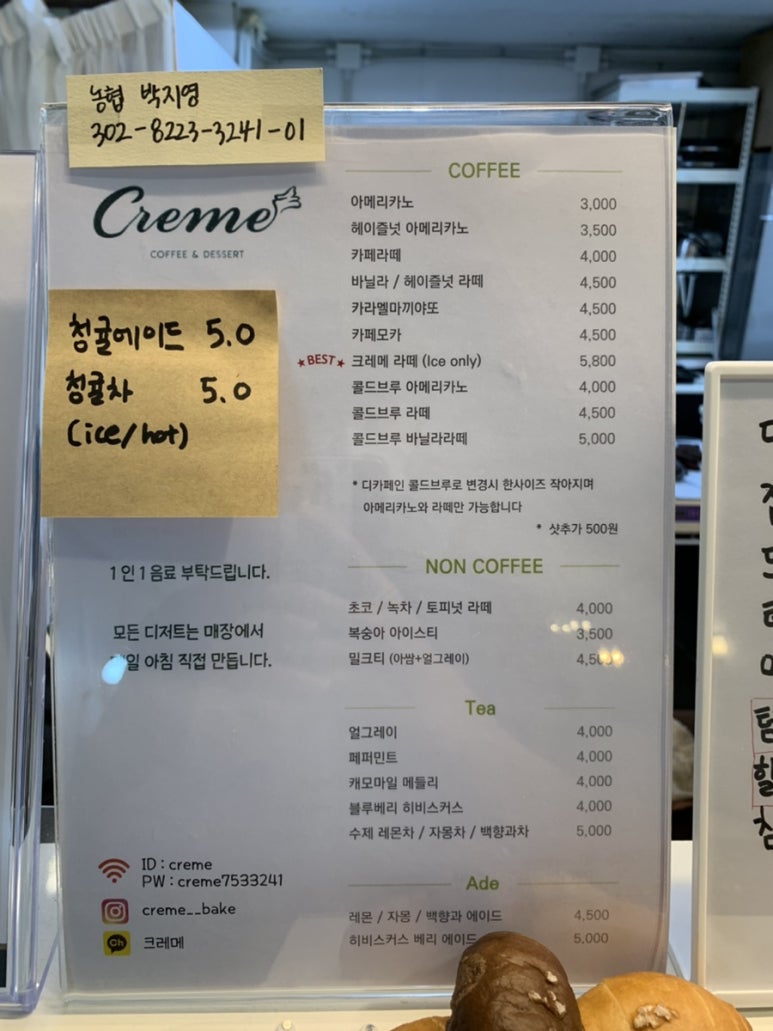 농협 박지영
302-8223-3241-01
Creme
COFFEE & DESSERT
청귤에이드 5.0
청귤차 5.0
(ice/hot)
1인 1음료 부탁드립니다.
모든 디저트는 매장에서
아침 직접 만듭니다.
ID : creme
PW : creme7533241
creme__bake
Ch 크레메
COFFEE
아메리카노 3,000
헤이즐넛 아메리카노 3,500
카페라떼 4,000
바닐라 / 헤이즐넛 라떼 4,500
카라멜마끼야또 4,500
카페모카 4,500
★BEST★ 크레메 라떼 (Ice only) 5,800
콜드브루 아메리카노 4,000
콜드브루 라떼 4,500
콜드브루 바닐라라떼 5,000
* 디카페인 콜드브루로 변경시 한사이즈 작아지며
아메리카노와 라떼만 가능합니다
* 샷추가 500원
NON COFFEE
초코 / 녹차 / 토피넛 라떼 4,000
복숭아 아이스티 3,500
밀크티 (아쌈+얼그레이) 4,500
Tea
얼그레이 4,000
페퍼민트 4,000
캐모마일 메들리 4,000
블루베리 히비스커스 4,000
수제 레몬차 / 자몽차 / 백향과차 5,000
Ade
레몬 / 자몽 / 백향과 에이드 4,500
히비스커스 베리 에이드 5,000